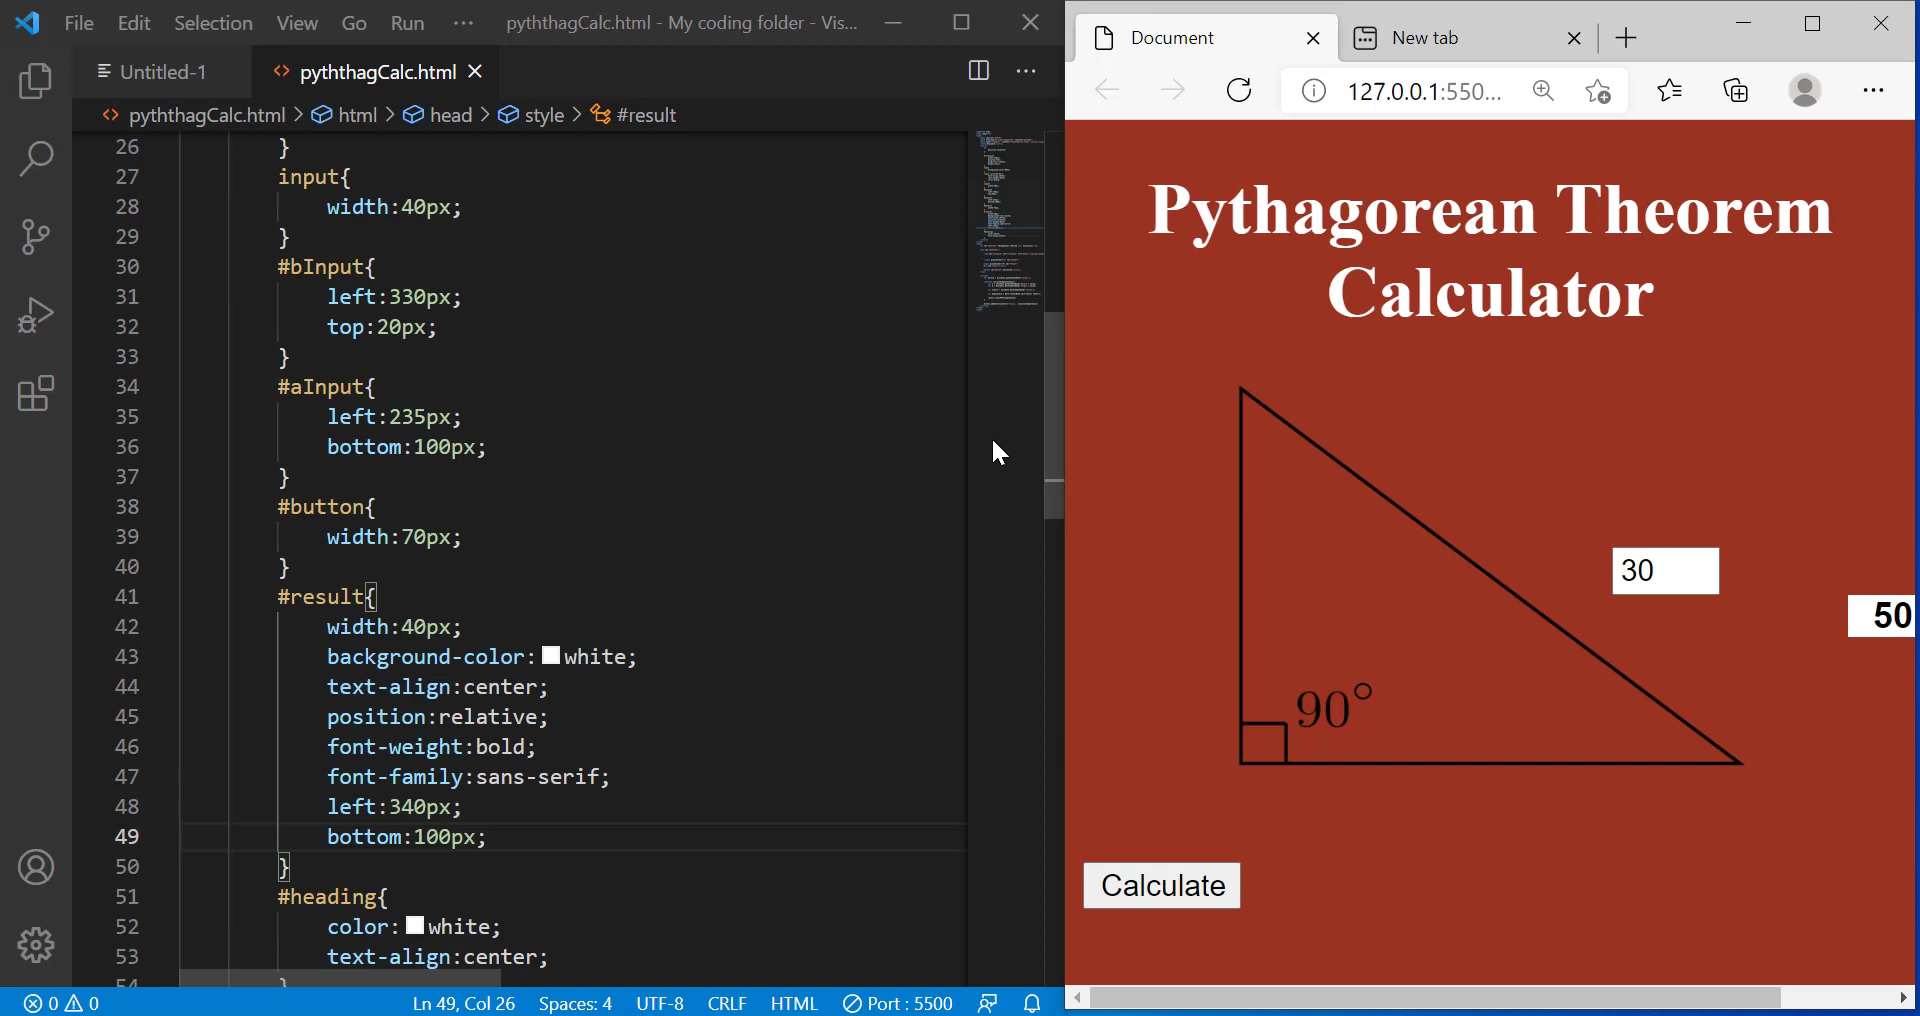 File Edit Selection View Go Run ··· pyththagCalc.html - My coding folder - Vis...
Untitled-1 <> pyththagCalc.html
<> pyththagCalc.html > html > head > style > #result
26 }
27 input{
28 width:40px;
29 }
30 #bInput{
31 left:330px;
32 top:20px;
33 }
34 #aInput{
35 left:235px;
36 bottom:100px;
37 }
38 #button{
39 width:70px;
40 }
41 #result{
42 width:40px;
43 background-color:white;
44 text-align:center;
45 position:relative;
46 font-weight:bold;
47 font-family:sans-serif;
48 left:340px;
49 bottom:100px;
50 }
51 #heading{
52 color:white;
53 text-align:center;
54 }
0 0 Ln 49, Col 26 Spaces: 4 UTF-8 CRLF HTML Port : 5500
Document New tab
127.0.0.1:550...
Pythagorean Theorem
Calculator
30
50
90°
Calculate